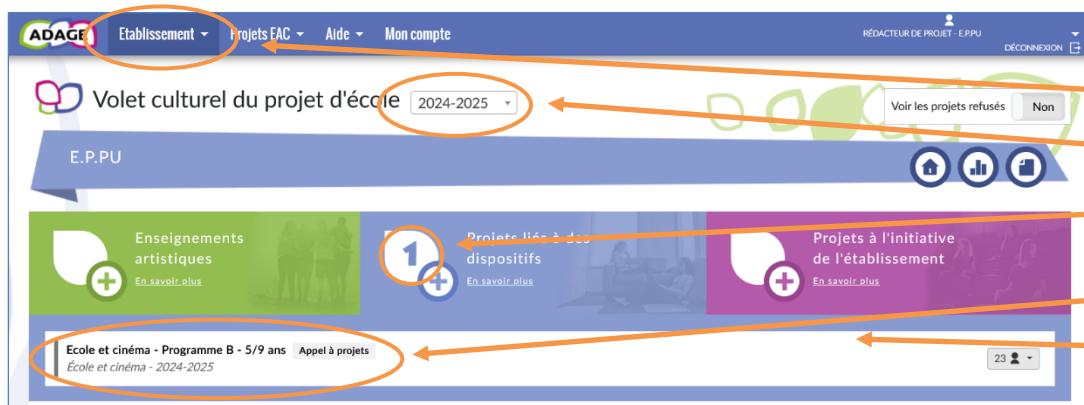 ADAGE Etablissement Projets EAC Aide Mon compte
RÉDACTEUR DE PROJET - E.P.PU
DÉCONNEXION
Volet culturel du projet d'école 2024-2025
Voir les projets refusés Non
E.P.PU
Enseignements
artistiques
En savoir plus
1
Projets liés à des
dispositifs
En savoir plus
Projets à l'initiative
de l'établissement
En savoir plus
Ecole et cinéma - Programme B - 5/9 ans Appel à projets
École et cinéma - 2024-2025
23